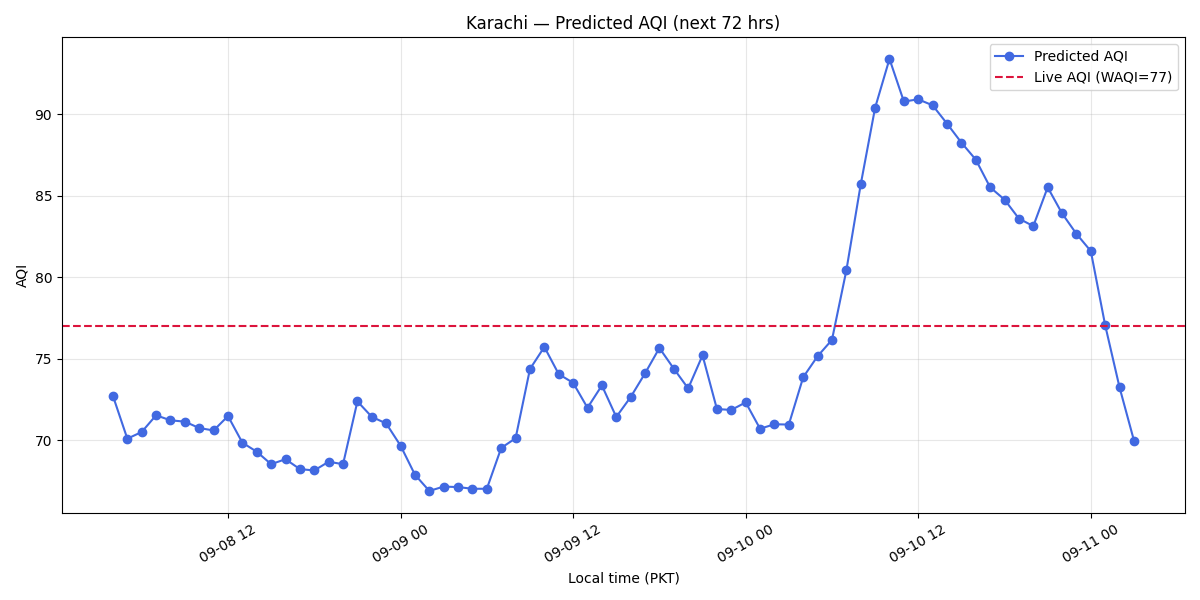 Karachi — Predicted AQI (next 72 hrs)
Predicted AQI
Live AQI (WAQI=77)
AQI
90
85
80
75
70
09-08 12
09-09 00
09-09 12
09-10 00
09-10 12
09-11 00
Local time (PKT)